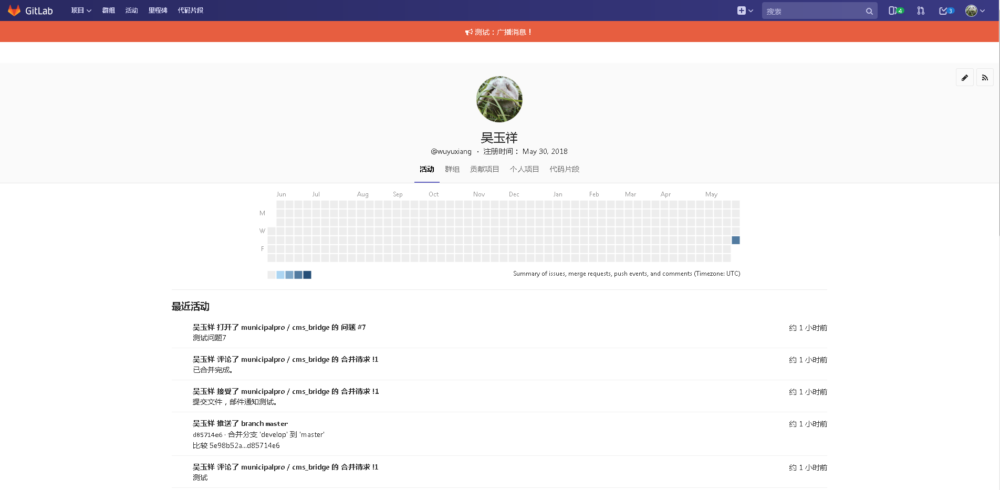 GitLab 项目 群组 活动 里程碑 代码片段 搜索 4 3
测试：广播消息！
吴玉祥
@wuyuxiang · 注册时间： May 30, 2018
活动 群组 贡献项目 个人项目 代码片段
Jun Jul Aug Sep Oct Nov Dec Jan Feb Mar Apr May
M
W
F
Summary of issues, merge requests, push events, and comments (Timezone: UTC)
最近活动
吴玉祥 打开了 municipalpro / cms_bridge 的 问题 #7 约 1 小时前
测试问题7
吴玉祥 评论了 municipalpro / cms_bridge 的 合并请求 !1 约 1 小时前
已合并完成。
吴玉祥 接受了 municipalpro / cms_bridge 的 合并请求 !1 约 1 小时前
提交文件，邮件通知测试。
吴玉祥 推送了 branch master 约 1 小时前
d85714e6 · 合并分支 'develop' 到 'master'
比较 5e98b52a...d85714e6
吴玉祥 评论了 municipalpro / cms_bridge 的 合并请求 !1 约 1 小时前
测试